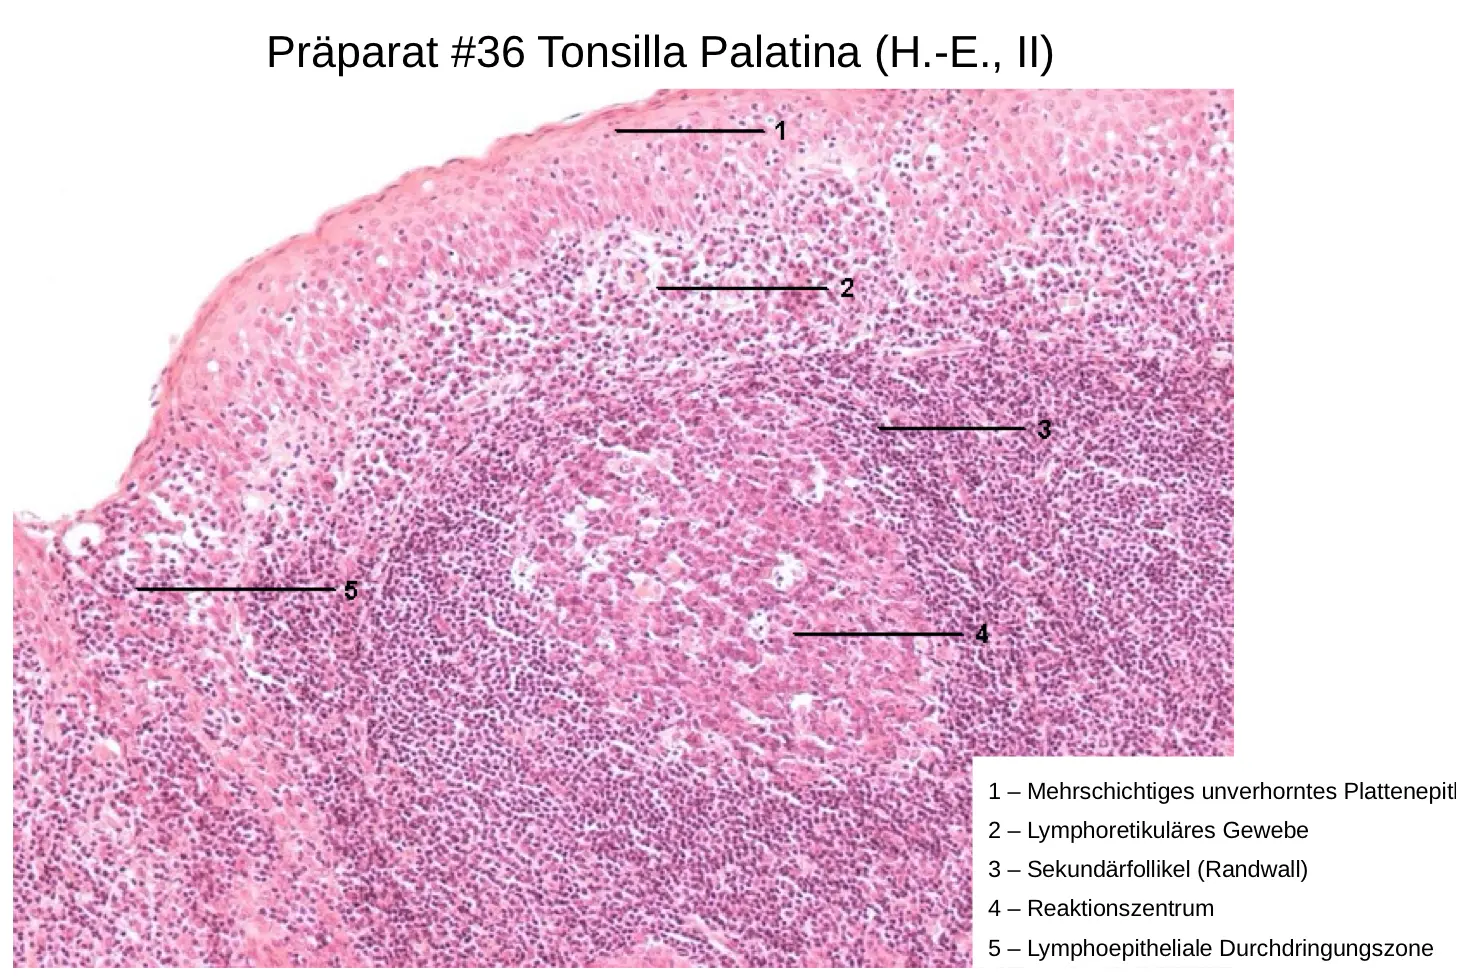 Präparat #36 Tonsilla Palatina (H.-E., II)
1
2
3
5
4
1 – Mehrschichtiges unverhorntes Plattenepitl
2 – Lymphoretikuläres Gewebe
3 – Sekundärfollikel (Randwall)
4 – Reaktionszentrum
5 – Lymphoepitheliale Durchdringungszone